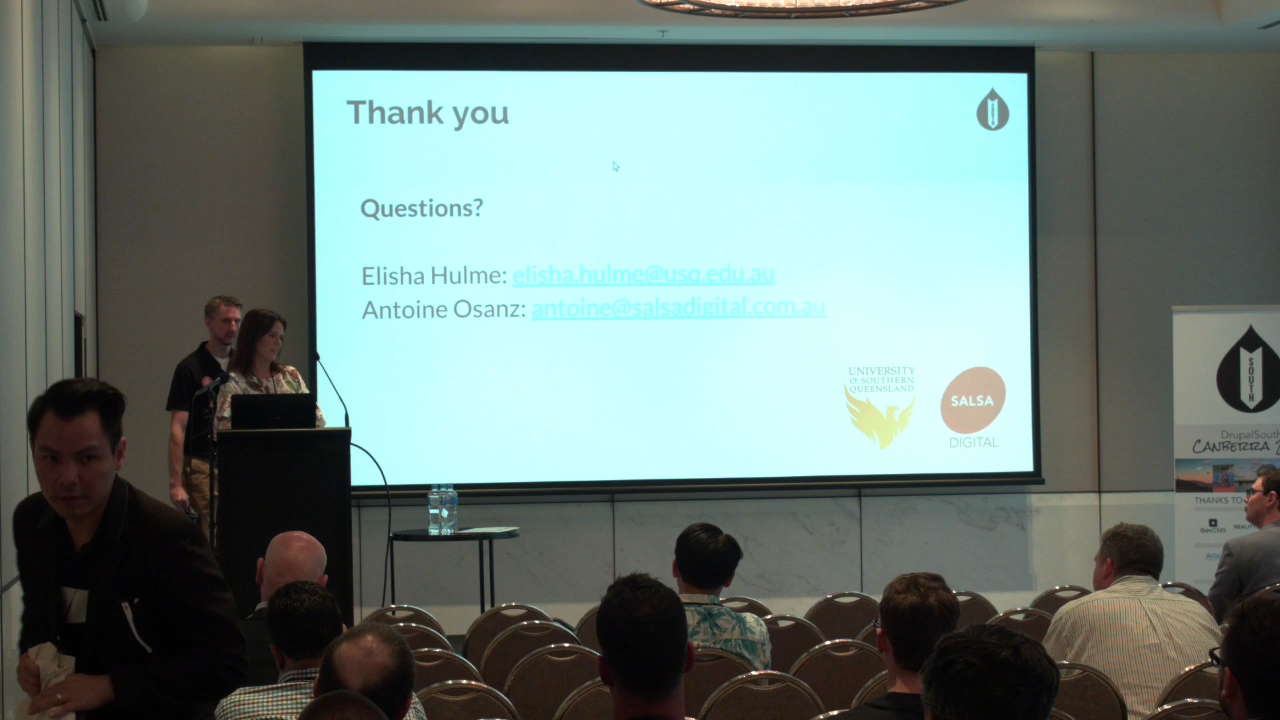 Thank you
Questions?
Elisha Hulme: elisha.hulme@usq.edu.au
Antoine Osanz: antoine@salsadigital.com.au
UNIVERSITY
OF SOUTHERN
QUEENSLAND
SALSA
DIGITAL
SOUTH
DrupalSouth
CANBERRA
THANKS TO
GovCMS